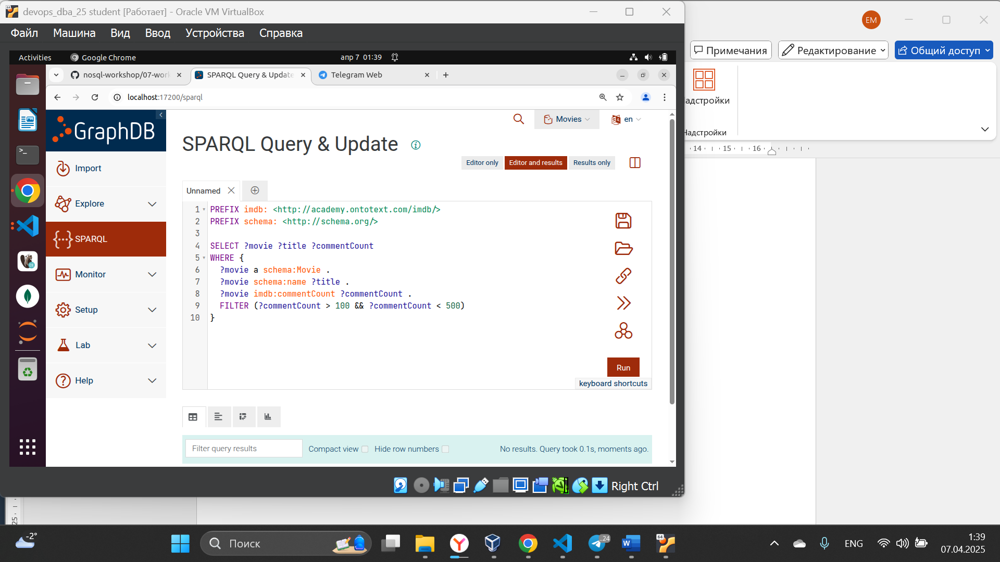 devops_dba_25 student [Работает] - Oracle VM VirtualBox
Файл Машина Вид Ввод Устройства Справка
Activities Google Chrome апр 7 01:39
nosql-workshop/07-wor SPARQL Query & Update Telegram Web
localhost:17200/sparql
GraphDB
Movies en
SPARQL Query & Update
Editor only Editor and results Results only
Import
Explore
SPARQL
Monitor
Setup
Lab
Help
Unnamed
1 PREFIX imdb: <http://academy.ontotext.com/imdb/>
2 PREFIX schema: <http://schema.org/>
3
4 SELECT ?movie ?title ?commentCount
5 WHERE {
6 ?movie a schema:Movie .
7 ?movie schema:name ?title .
8 ?movie imdb:commentCount ?commentCount .
9 FILTER (?commentCount > 100 && ?commentCount < 500)
10 }
Run
keyboard shortcuts
Filter query results Compact view Hide row numbers No results. Query took 0.1s, moments ago.
Right Ctrl
EM
Примечания Редактирование Общий доступ
адстройки
Надстройки
14 15 16
25
-2°
Поиск
..24
64
ENG
1:39
07.04.2025